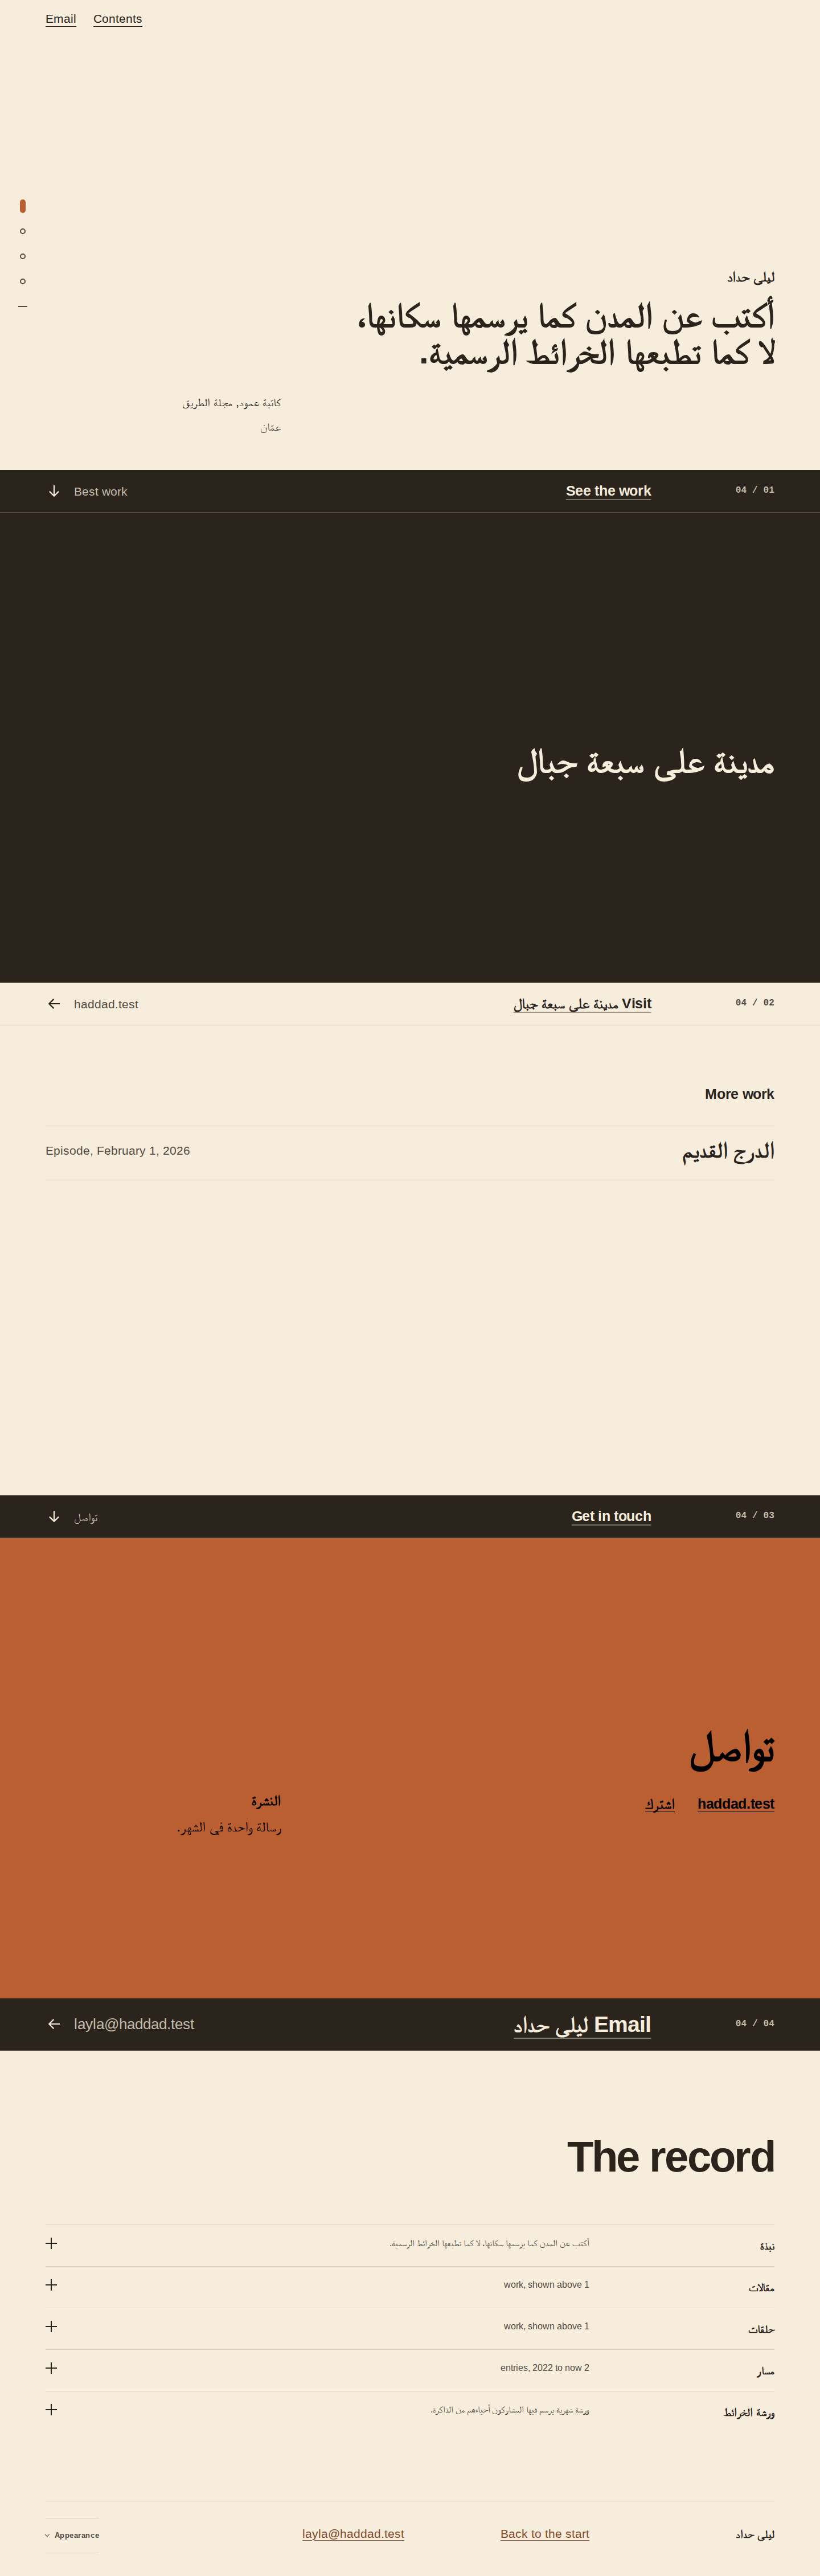 Email Contents
ليلى حداد
أكتب عن المدن كما يرسمها سكانها،
لا كما تطبعها الخرائط الرسمية.
كاتبة عمود, مجلة الطريق
عمّان
04 / 01 See the work Best work
مدينة على سبعة جبال
04 / 02 Visit مدينة على سبعة جبال haddad.test
More work
الدرج القديم Episode, February 1, 2026
04 / 03 Get in touch تواصل
تواصل
haddad.test اشترك
النشرة
رسالة واحدة في الشهر.
04 / 04 Email ليلى حداد layla@haddad.test
The record
نبذة أكتب عن المدن كما يرسمها سكانها، لا كما تطبعها الخرائط الرسمية.
مقالات work, shown above 1
حلقات work, shown above 1
مسار entries, 2022 to now 2
ورشة الخرائط ورشة شهرية يرسم فيها المشاركون أحياءهم من الذاكرة.
ليلى حداد Back to the start layla@haddad.test Appearance